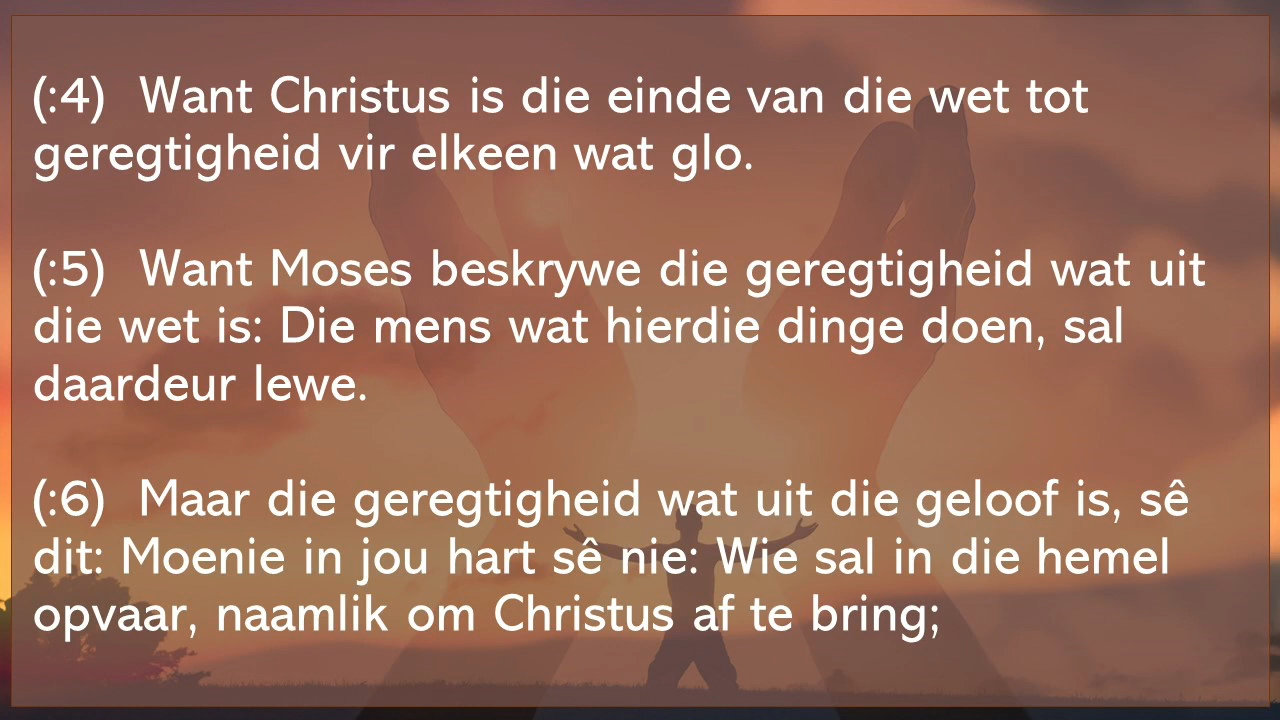 (:4)  Want Christus is die einde van die wet tot
geregtigheid vir elkeen wat glo.
(:5)  Want Moses beskrywe die geregtigheid wat uit
die wet is: Die mens wat hierdie dinge doen, sal
daardeur lewe.
(:6)  Maar die geregtigheid wat uit die geloof is, sê
dit: Moenie in jou hart sê nie: Wie sal in die hemel
opvaar, naamlik om Christus af te bring;